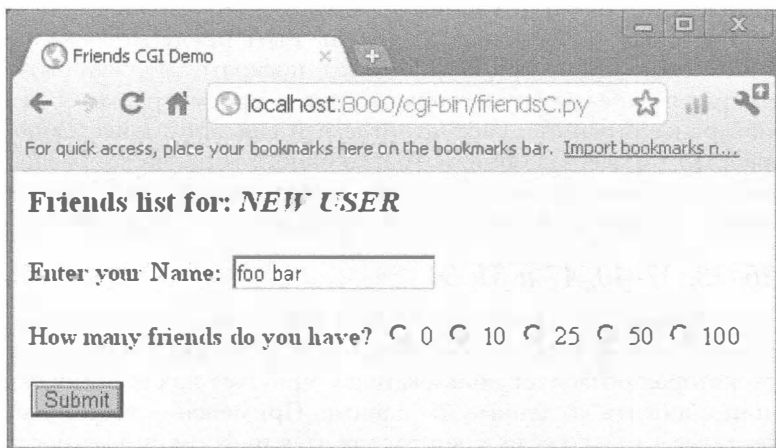 Friends CGI Demo
localhost:8000/cgi-bin/friendsC.py
For quick access, place your bookmarks here on the bookmarks bar. Import bookmarks n...
Friends list for: NEW USER
Enter your Name: foo bar
How many friends do you have? 0 10 25 50 100
Submit